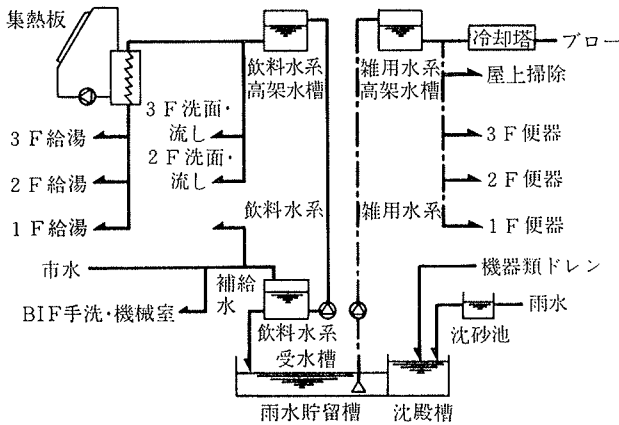 集熱板
飲料水系
高架水槽
雑用水系
高架水槽
冷却塔
ブロー
屋上掃除
3F洗面・
流し
2F洗面・
流し
3F給湯
2F給湯
1F給湯
3F便器
2F便器
1F便器
飲料水系
雑用水系
市水
補給
水
BIF手洗・機械室
飲料水系
受水槽
機器類ドレン
雨水
沈砂池
雨水貯留槽
沈殿槽